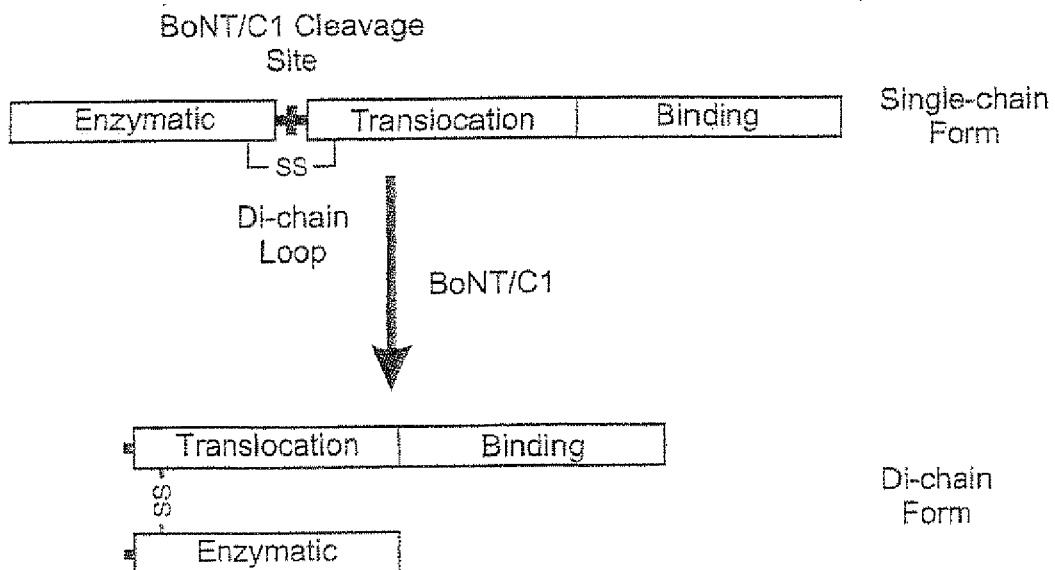 BoNT/C1 Cleavage
Site
Enzymatic
Translocation
Binding
Single-chain
Form
SS
Di-chain
Loop
BoNT/C1
Translocation
Binding
SS
Enzymatic
Di-chain
Form